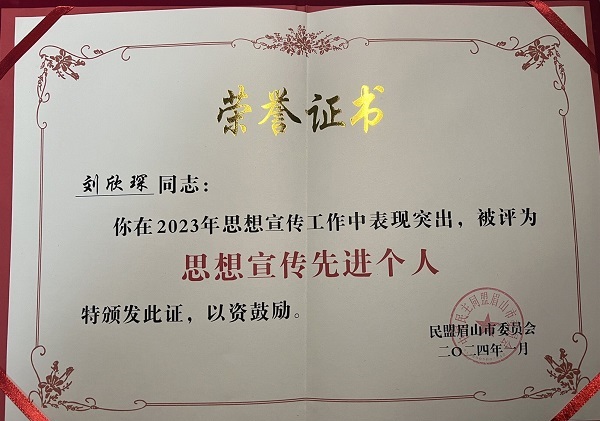 荣誉证书
刘欣琛同志：
你在2023年思想宣传工作中表现突出，被评为
思想宣传先进个人
特颁发此证，以资鼓励。
民盟眉山市委员会
二〇二四年一月